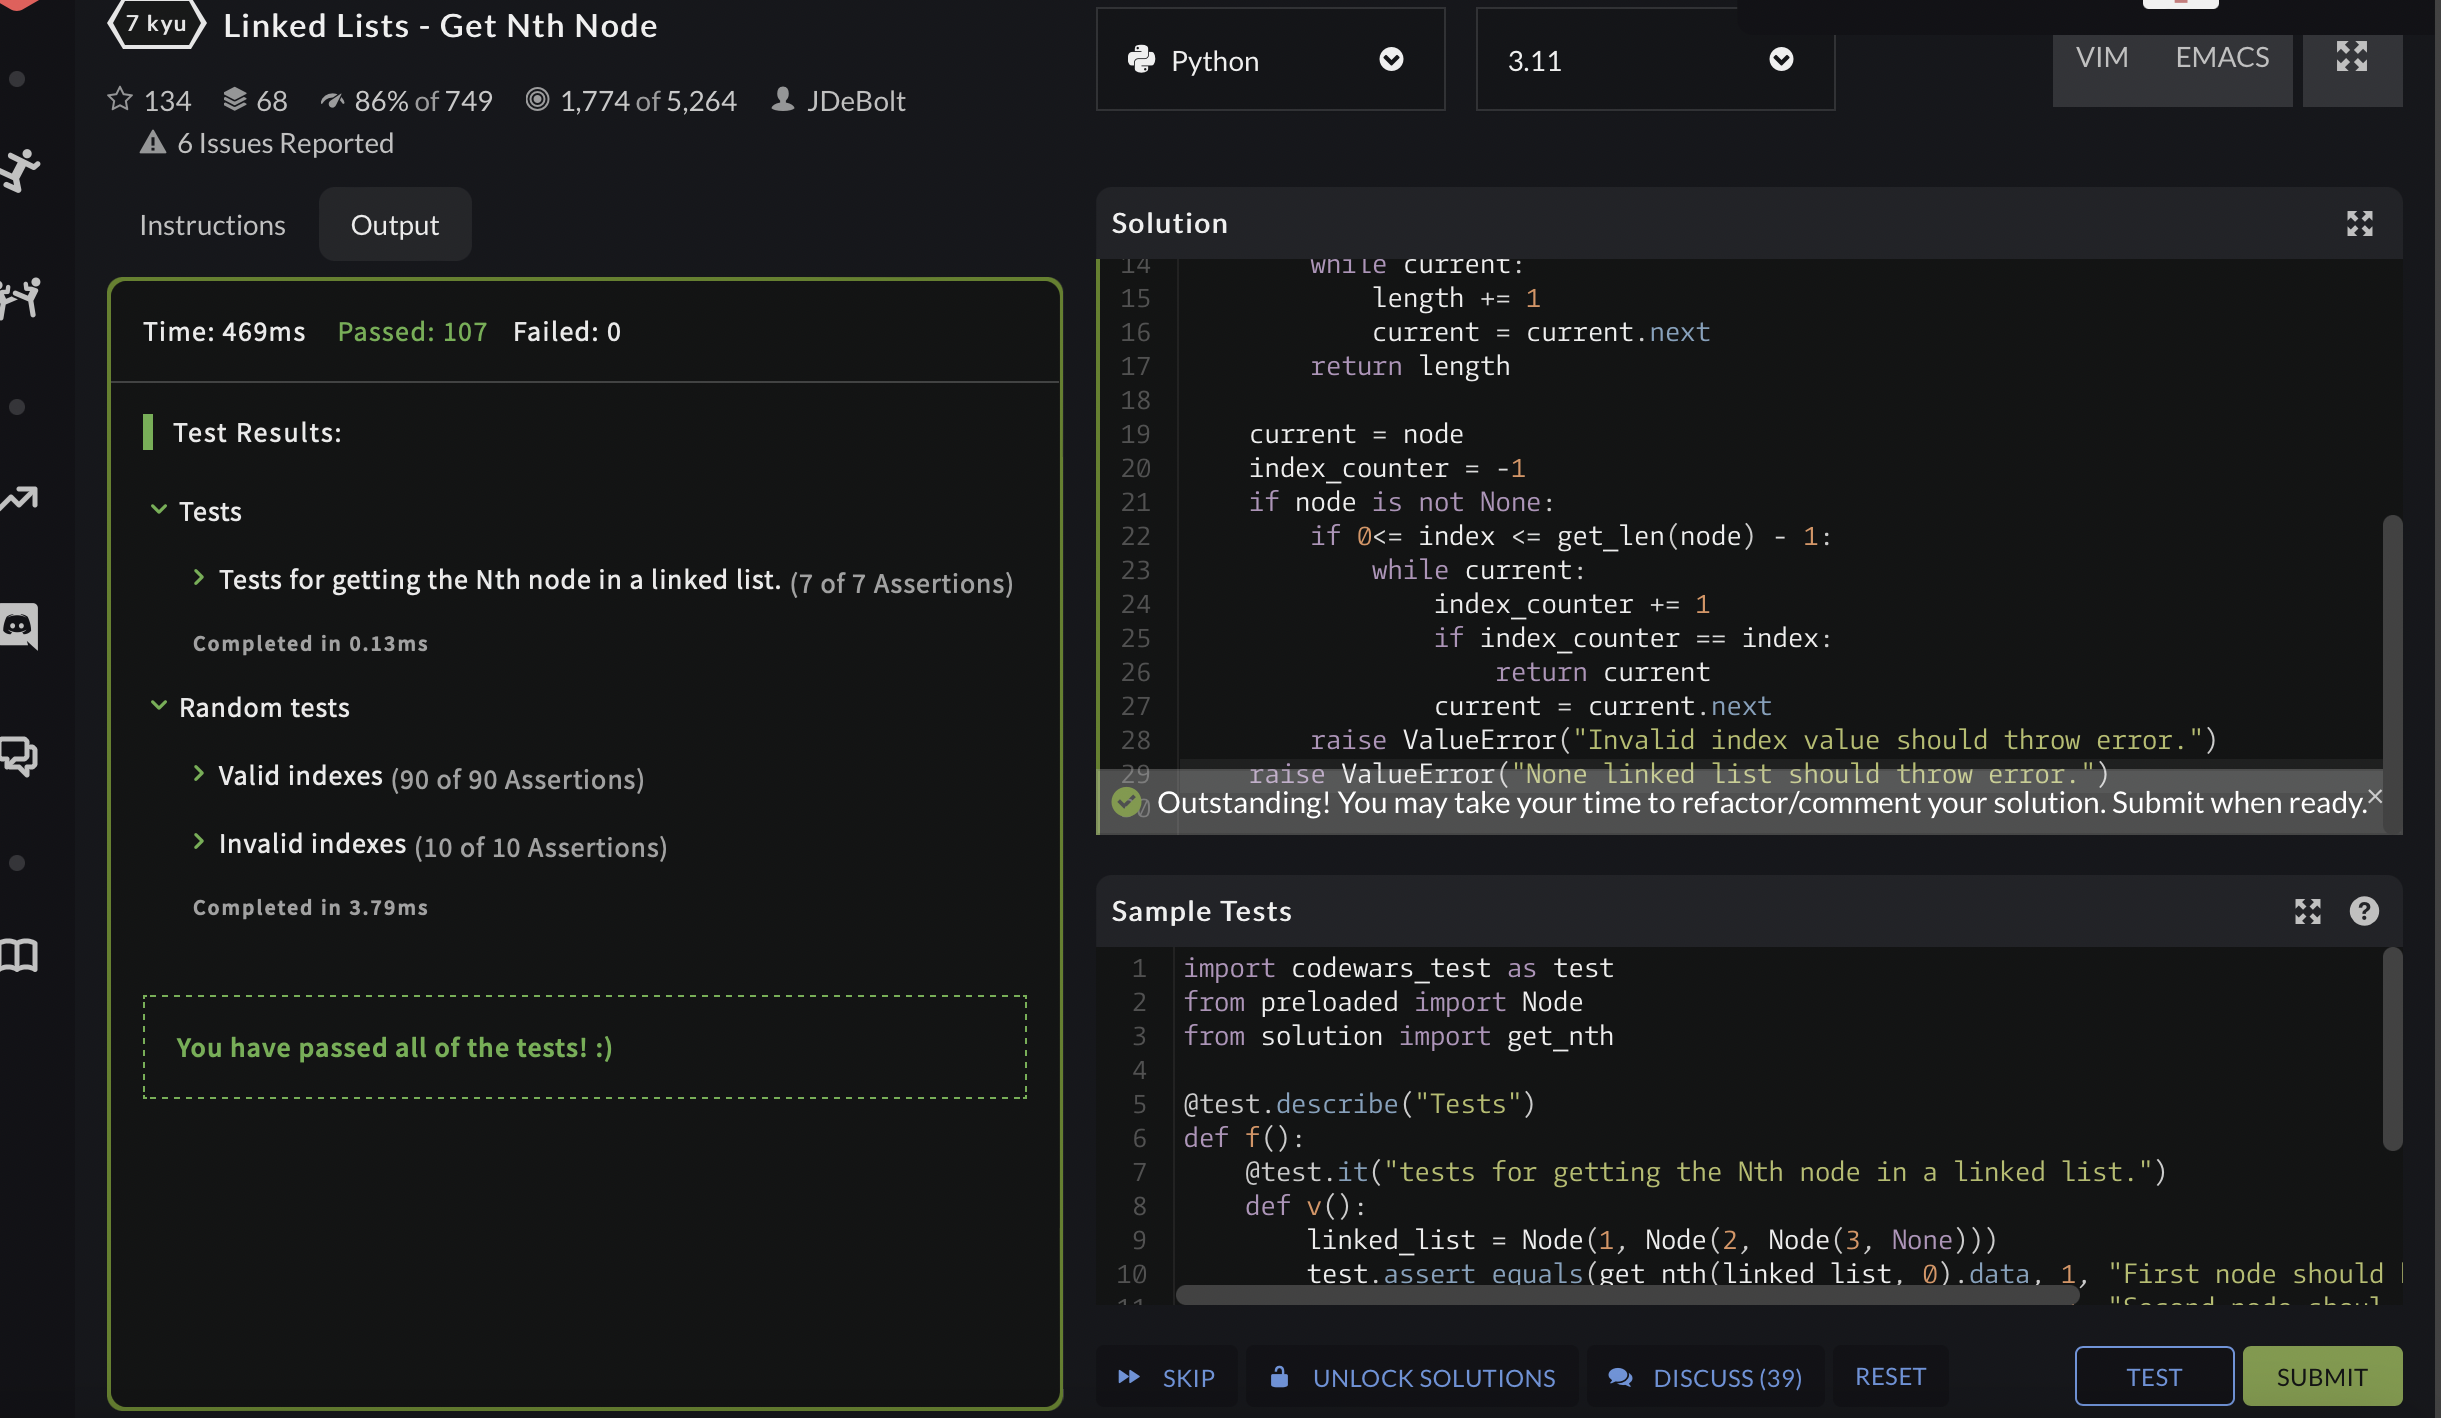 7 kyu Linked Lists - Get Nth Node
134 68 86% of 749 1,774 of 5,264 JDeBolt
6 Issues Reported
Instructions Output
Time: 469ms Passed: 107 Failed: 0
Test Results:
Tests
Tests for getting the Nth node in a linked list. (7 of 7 Assertions)
Completed in 0.13ms
Random tests
Valid indexes (90 of 90 Assertions)
Invalid indexes (10 of 10 Assertions)
Completed in 3.79ms
You have passed all of the tests! :)
Python 3.11 VIM EMACS
Solution
14 while current:
15 length += 1
16 current = current.next
17 return length
18
19 current = node
20 index_counter = -1
21 if node is not None:
22 if 0<= index <= get_len(node) - 1:
23 while current:
24 index_counter += 1
25 if index_counter == index:
26 return current
27 current = current.next
28 raise ValueError("Invalid index value should throw error.")
29 raise ValueError("None linked list should throw error.")
Outstanding! You may take your time to refactor/comment your solution. Submit when ready.
Sample Tests
1 import codewars_test as test
2 from preloaded import Node
3 from solution import get_nth
4
5 @test.describe("Tests")
6 def f():
7 @test.it("tests for getting the Nth node in a linked list.")
8 def v():
9 linked_list = Node(1, Node(2, Node(3, None)))
10 test.assert_equals(get_nth(linked_list, 0).data, 1, "First node should
11 "Second node shoul
SKIP UNLOCK SOLUTIONS DISCUSS (39) RESET TEST SUBMIT